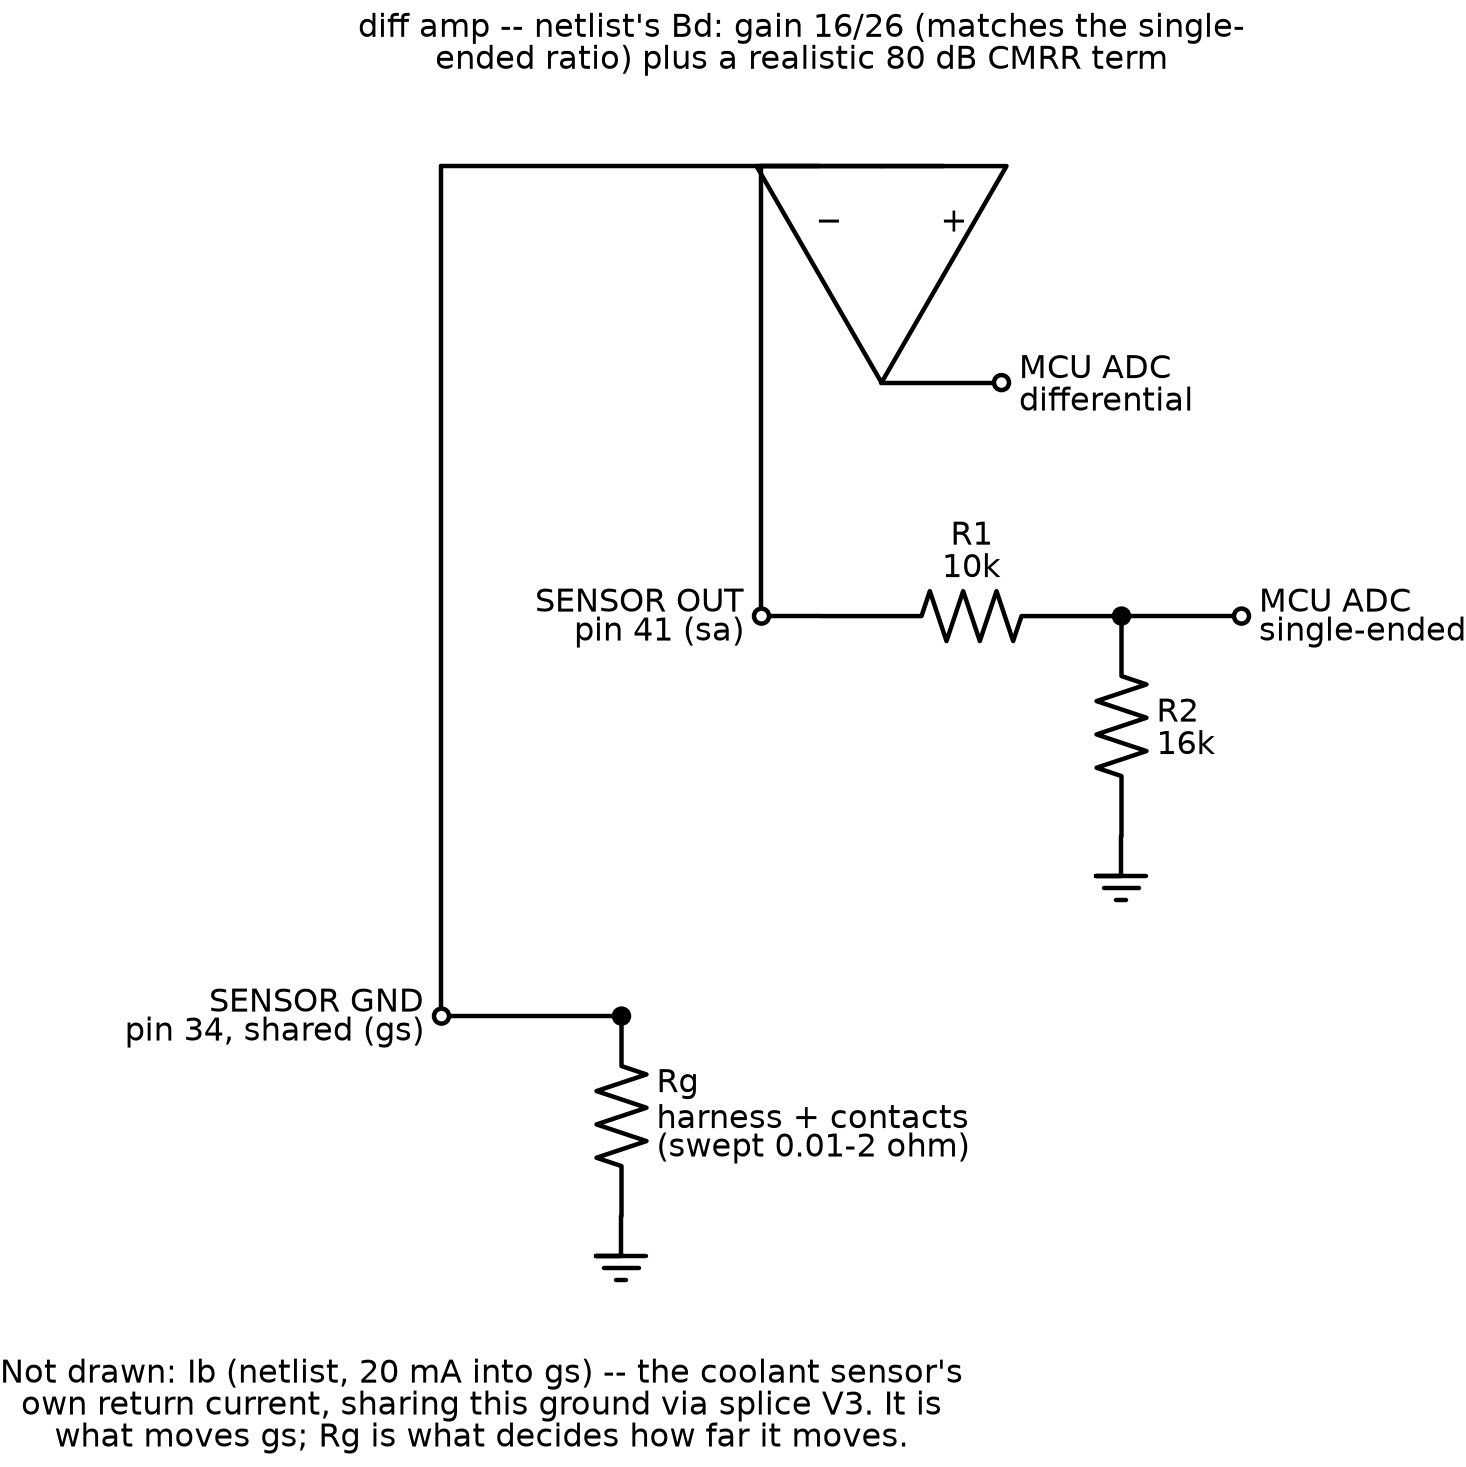 diff amp -- netlist's Bd: gain 16/26 (matches the single-
ended ratio) plus a realistic 80 dB CMRR term
− +
MCU ADC
differential
R1
10k
SENSOR OUT
pin 41 (sa)
MCU ADC
single-ended
R2
16k
SENSOR GND
pin 34, shared (gs)
Rg
harness + contacts
(swept 0.01-2 ohm)
Not drawn: Ib (netlist, 20 mA into gs) -- the coolant sensor's
own return current, sharing this ground via splice V3. It is
what moves gs; Rg is what decides how far it moves.